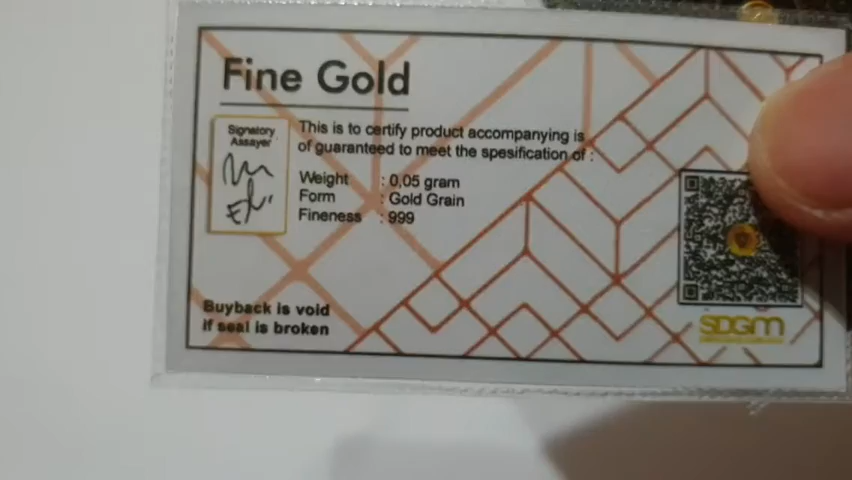 Fine Gold
Signatory
Assayer
This is to certify product accompanying is
of guaranteed to meet the spesification of :
Weight : 0,05 gram
Form : Gold Grain
Fineness : 999
Buyback is void
if seal is broken
SDGM